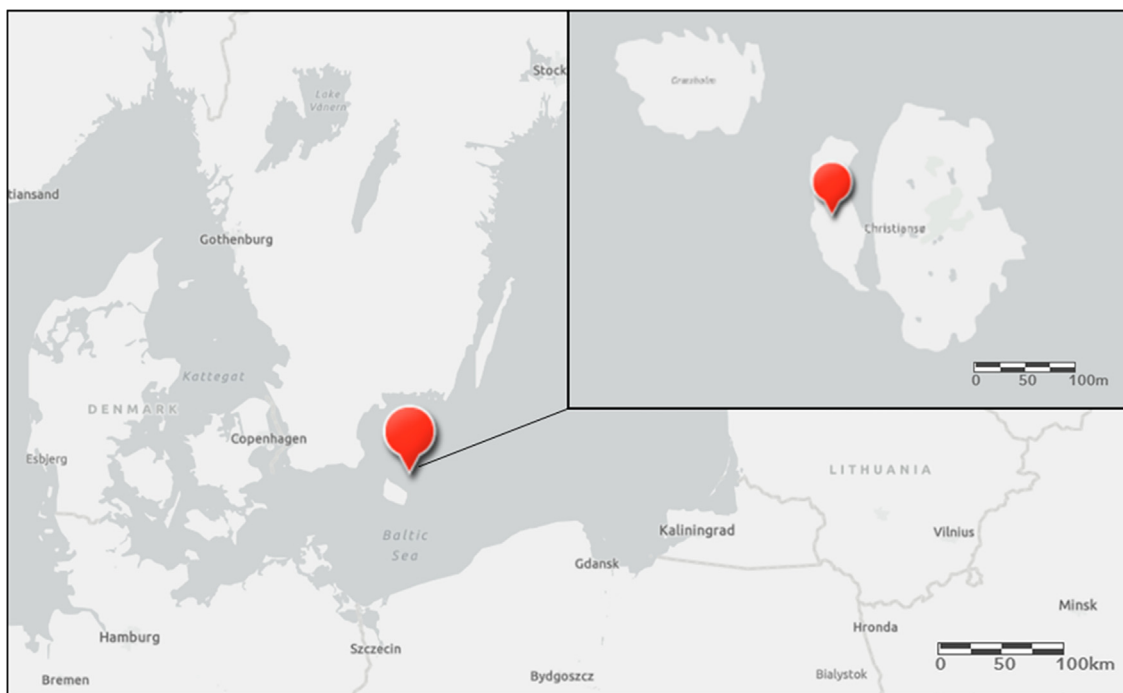 Stock
Lake
Vänern
Græsholm
tiansand
Christiansø
Gothenburg
Kattegat
0 50 100m
DENMARK
Copenhagen
Esbjerg
LITHUANIA
Baltic
Sea
Kaliningrad
Vilnius
Gdansk
Minsk
Hronda
Hamburg
Szczecin
0 50 100km
Bremen
Bydgoszcz
Bialystok